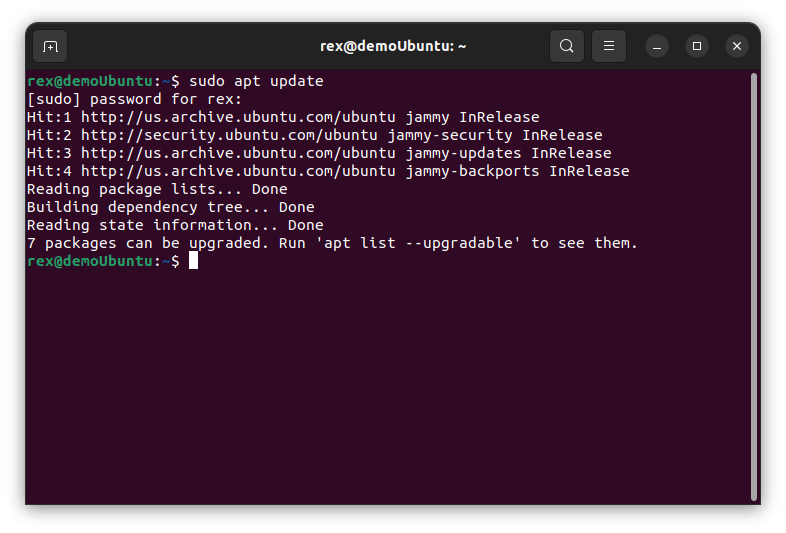 rex@demoUbuntu: ~
rex@demoUbuntu:~$ sudo apt update
[sudo] password for rex:
Hit:1 http://us.archive.ubuntu.com/ubuntu jammy InRelease
Hit:2 http://security.ubuntu.com/ubuntu jammy-security InRelease
Hit:3 http://us.archive.ubuntu.com/ubuntu jammy-updates InRelease
Hit:4 http://us.archive.ubuntu.com/ubuntu jammy-backports InRelease
Reading package lists... Done
Building dependency tree... Done
Reading state information... Done
7 packages can be upgraded. Run 'apt list --upgradable' to see them.
rex@demoUbuntu:~$